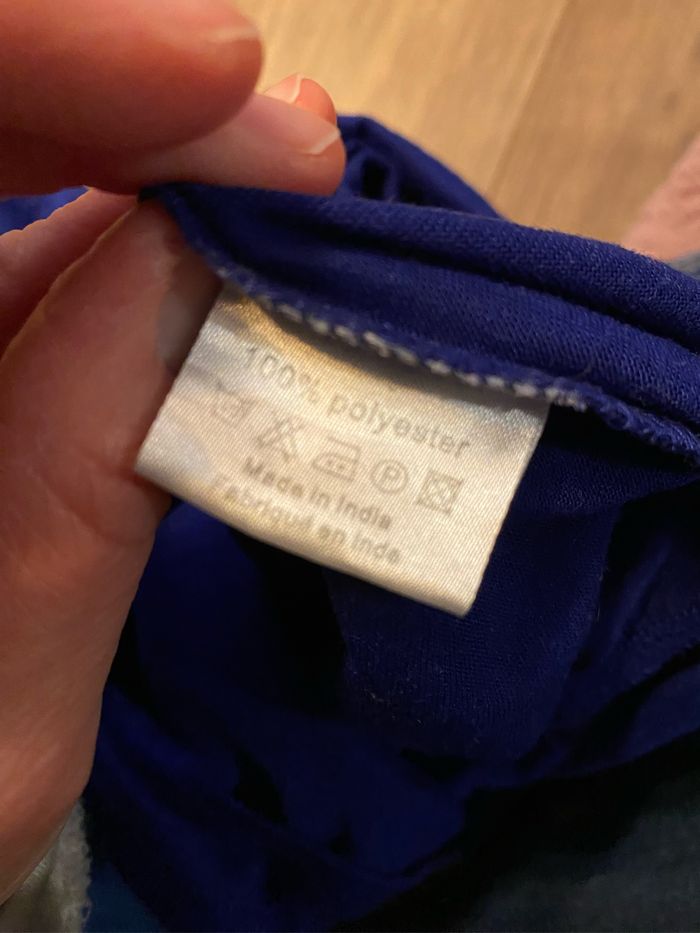 100% polyester
P
Made in India
Fabriqué en Inde